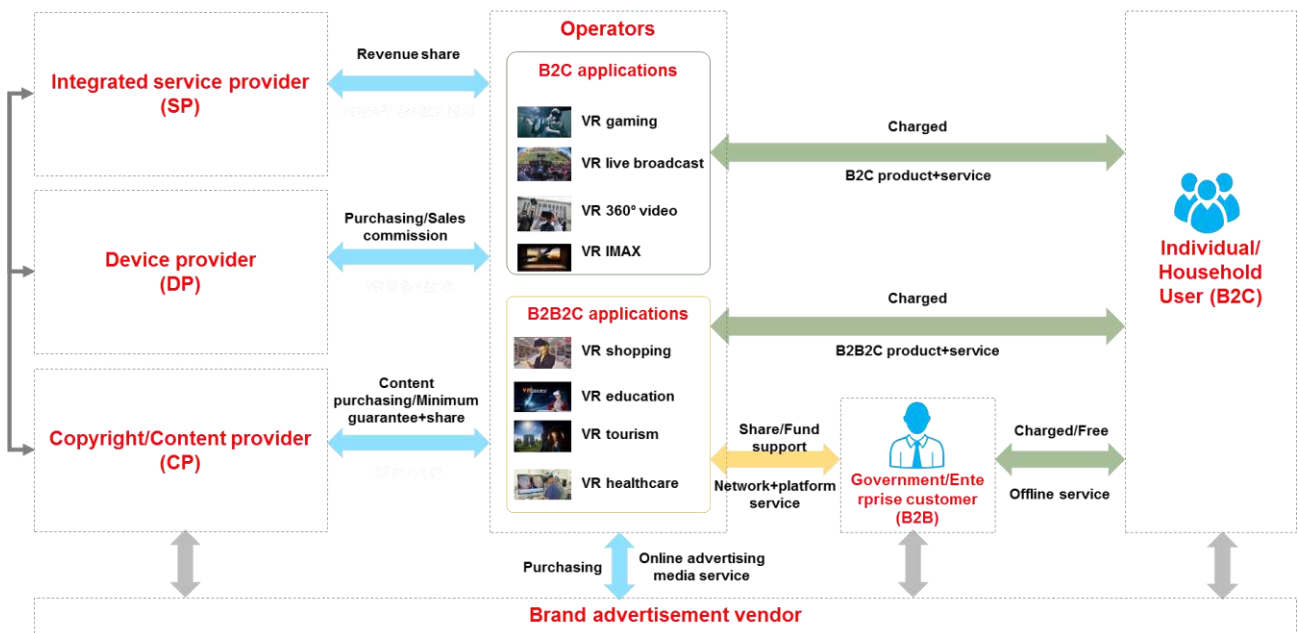 Operators
Integrated service provider
(SP)
Revenue share
B2C applications
VR gaming
VR live broadcast
VR 360° video
VR IMAX
Charged
B2C product+service
Device provider
(DP)
Purchasing/Sales
commission
Individual/
Household
User (B2C)
B2B2C applications
VR shopping
VR education
VR tourism
VR healthcare
Charged
B2B2C product+service
Copyright/Content provider
(CP)
Content
purchasing/Minimum
guarantee+share
Share/Fund
support
Network+platform
service
Government/Ente
rprise customer
(B2B)
Charged/Free
Offline service
Purchasing
Online advertising
media service
Brand advertisement vendor